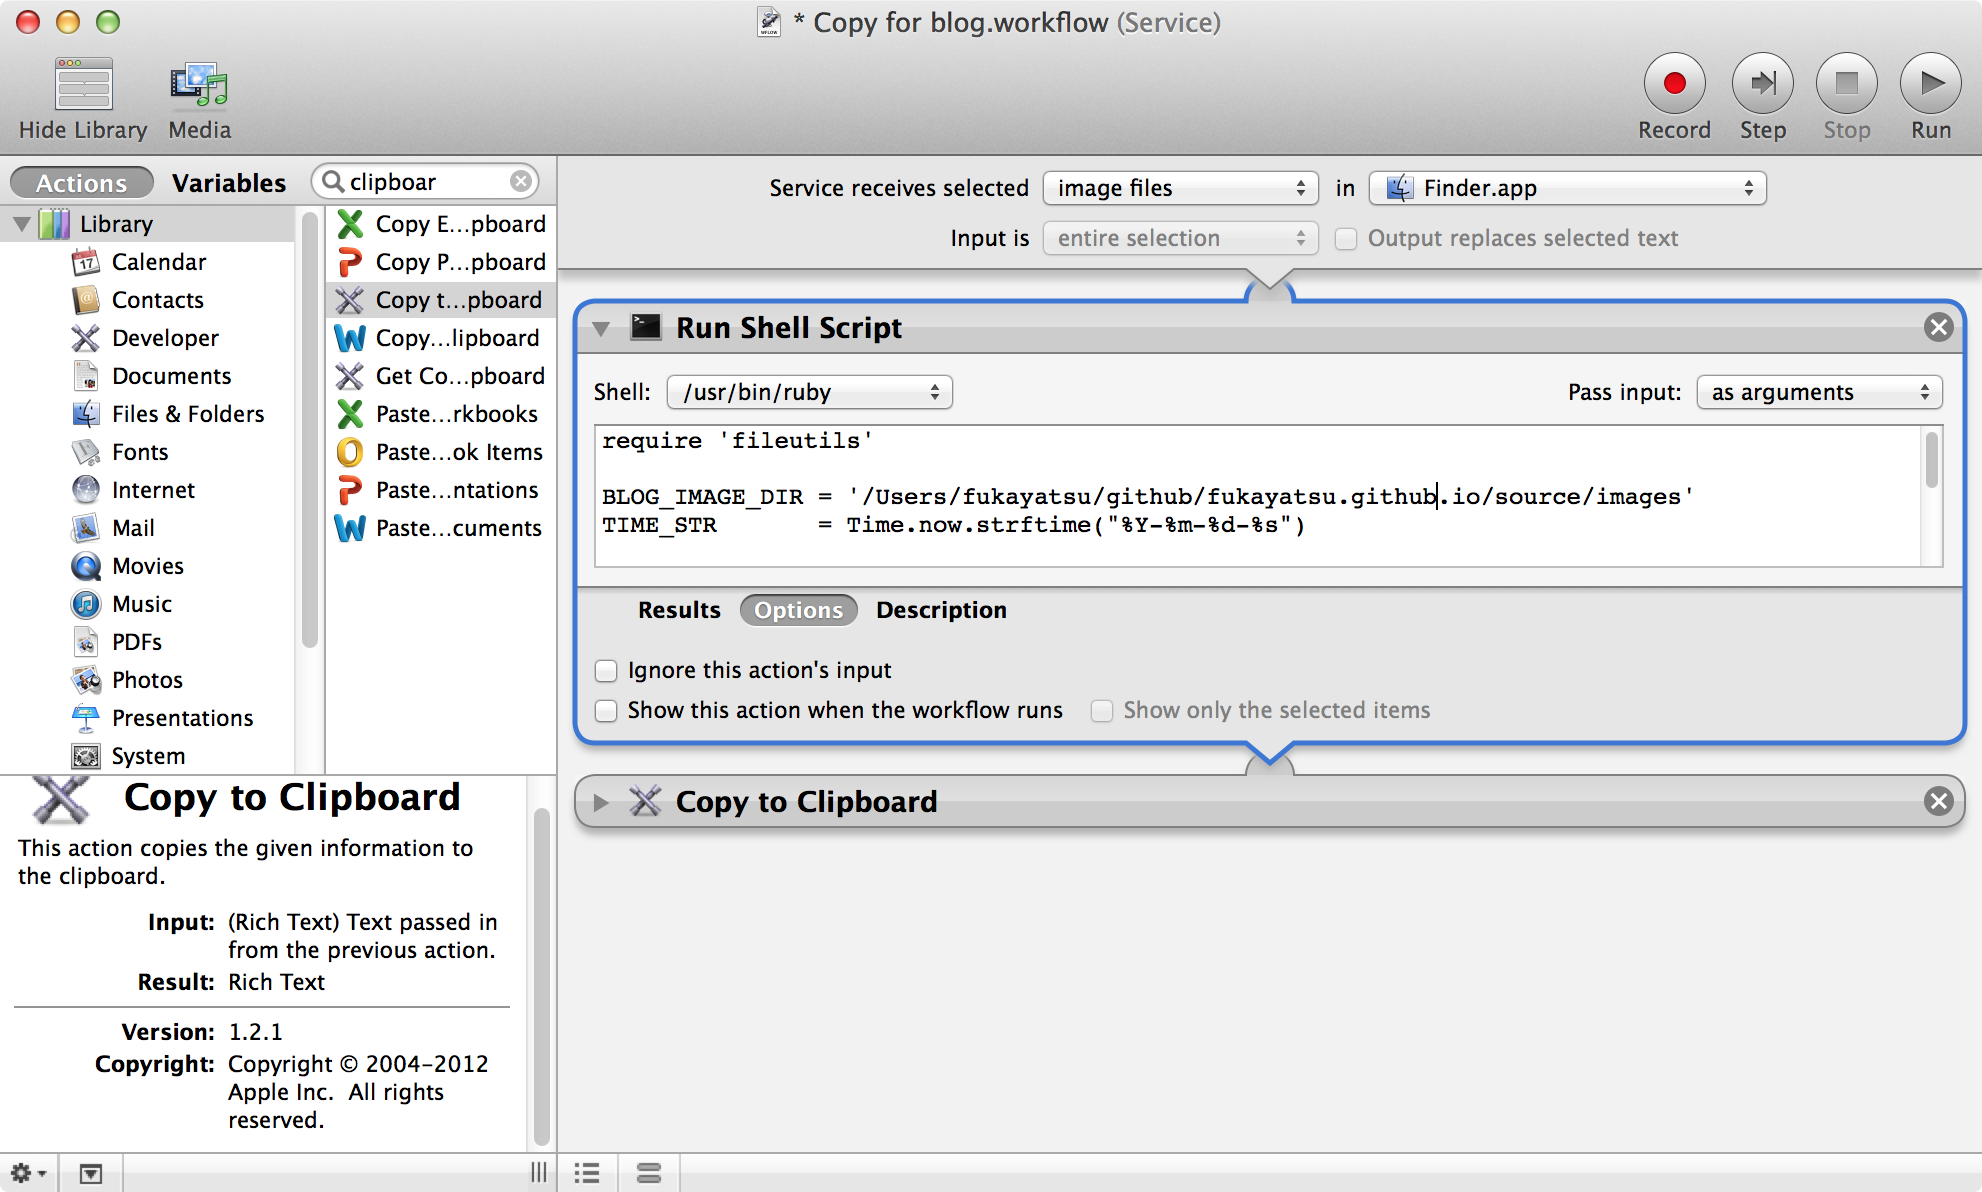 * Copy for blog.workflow (Service)
Hide Library
Media
Record
Step
Stop
Run
Actions
Variables
clipboar
Library
Calendar
Contacts
Developer
Documents
Files & Folders
Fonts
Internet
Mail
Movies
Music
PDFs
Photos
Presentations
System
Copy E...pboard
Copy P...pboard
Copy t...pboard
Copy...lipboard
Get Co...pboard
Paste...rkbooks
Paste...ok Items
Paste...ntations
Paste...cuments
Copy to Clipboard
This action copies the given information to
the clipboard.
Input: (Rich Text) Text passed in
from the previous action.
Result: Rich Text
Version: 1.2.1
Copyright: Copyright © 2004–2012
Apple Inc. All rights
reserved.
Service receives selected image files in Finder.app
Input is entire selection Output replaces selected text
Run Shell Script
Shell: /usr/bin/ruby Pass input: as arguments
require 'fileutils'
BLOG_IMAGE_DIR = '/Users/fukayatsu/github/fukayatsu.github.io/source/images'
TIME_STR = Time.now.strftime("%Y-%m-%d-%s")
Results Options Description
Ignore this action's input
Show this action when the workflow runs Show only the selected items
Copy to Clipboard